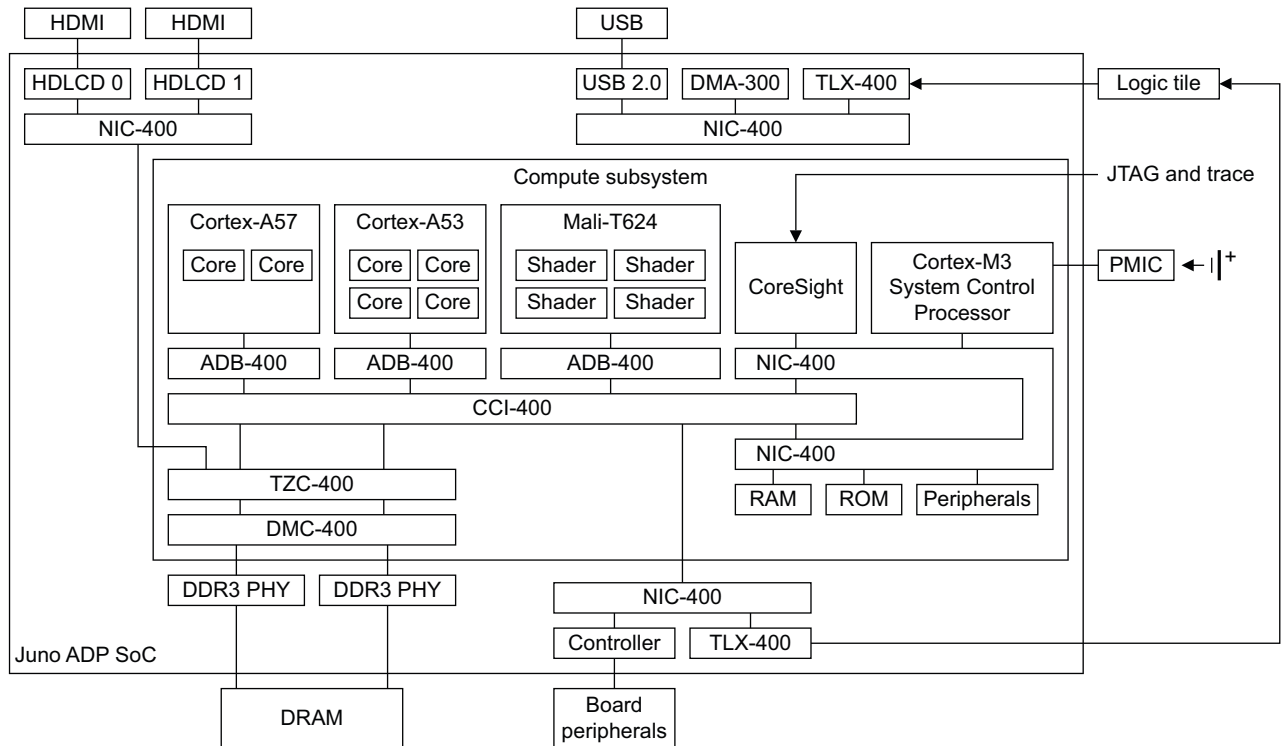 HDMI
HDMI
USB
HDLCD 0
HDLCD 1
USB 2.0
DMA-300
TLX-400
Logic tile
NIC-400
NIC-400
Compute subsystem
JTAG and trace
Cortex-A57
Cortex-A53
Mali-T624
Core
Core
Core
Core
Shader
Shader
Core
Core
Shader
Shader
CoreSight
Cortex-M3
System Control
Processor
PMIC
+
ADB-400
ADB-400
ADB-400
NIC-400
CCI-400
NIC-400
TZC-400
RAM
ROM
Peripherals
DMC-400
DDR3 PHY
DDR3 PHY
NIC-400
Controller
TLX-400
Juno ADP SoC
DRAM
Board
peripherals